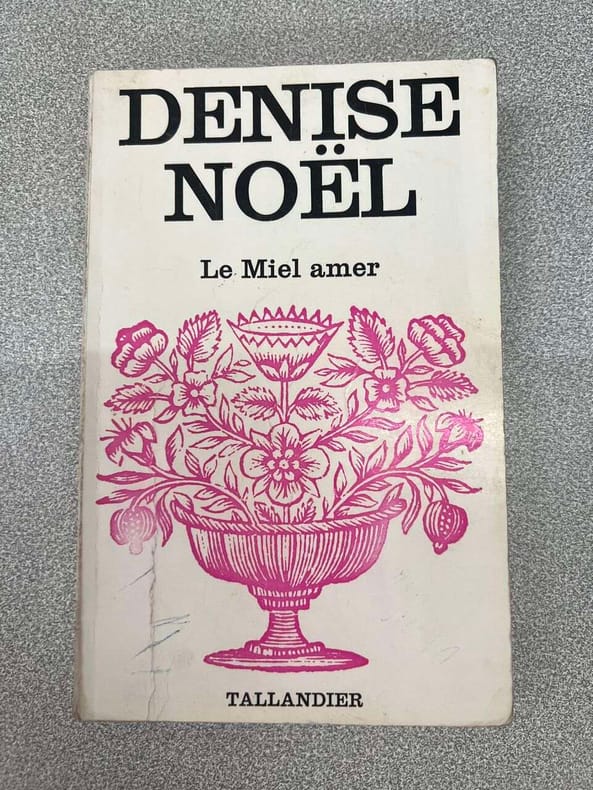 DENISE
NOËL
Le Miel amer
TALLANDIER